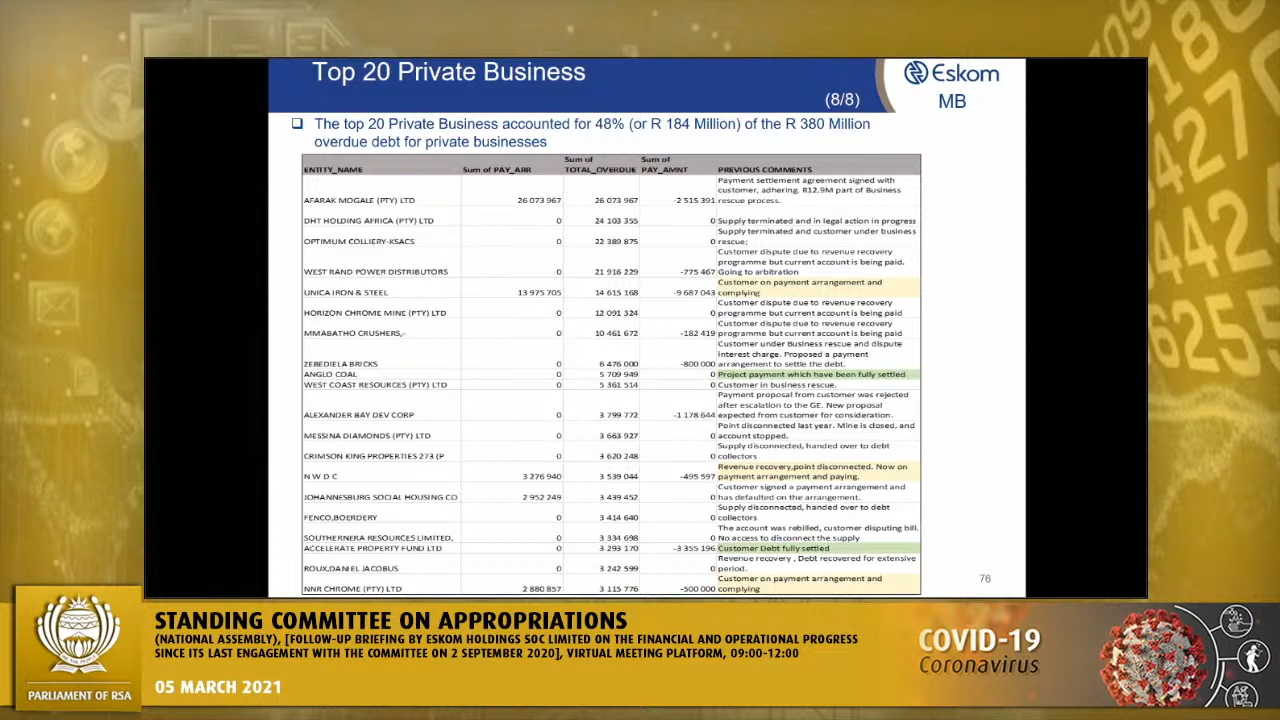 Top 20 Private Business
(8/8)
Eskom
MB
❑ The top 20 Private Business accounted for 48% (or R 184 Million) of the R 380 Million
overdue debt for private businesses
ENTITY_NAME Sum of PAY_ARR Sum of TOTAL_OVERDUE Sum of PAY_AMNT PREVIOUS COMMENTS
Payment settlement agreement signed with
customer, adhering. R12.9M part of Business
AFARAK MOGALE (PTY) LTD 26 073 967 26 073 967 -2 515 391 rescue process.
DHT HOLDING AFRICA (PTY) LTD 0 24 103 355 0 Supply terminated and in legal action in progress
Supply terminated and customer under business
OPTIMUM COLLIERY-KSACS 0 22 389 875 0 rescue;
Customer dispute due to revenue recovery
programme but current account is being paid.
WEST RAND POWER DISTRIBUTORS 0 21 916 229 -775 467 Going to arbitration
Customer on payment arrangement and
UNICA IRON & STEEL 13 975 705 14 615 168 -9 687 043 complying
Customer dispute due to revenue recovery
HORIZON CHROME MINE (PTY) LTD 0 12 091 324 0 programme but current account is being paid
Customer dispute due to revenue recovery
MMABATHO CRUSHERS,- 0 10 461 672 -182 419 programme but current account is being paid
Customer under Business rescue and dispute
interest charge. Proposed a payment
ZEBEDIELA BRICKS 0 6 476 000 -800 000 arrangement to settle the debt.
ANGLO COAL 0 5 709 949 0 Project payment which have been fully settled
WEST COAST RESOURCES (PTY) LTD 0 5 361 514 0 Customer in business rescue.
Payment proposal from customer was rejected
after escalation to the GE. New proposal
ALEXANDER BAY DEV CORP 0 3 799 772 -1 178 644 expected from customer for consideration.
Point disconnected last year. Mine is closed, and
MESSINA DIAMONDS (PTY) LTD 0 3 663 927 0 account stopped.
Supply disconnected, handed over to debt
CRIMSON KING PROPERTIES 273 (P 0 3 620 248 0 collectors
Revenue recovery,point disconnected. Now on
N W D C 3 276 940 3 539 044 -495 597 payment arrangement and paying.
Customer signed a payment arrangement and
JOHANNESBURG SOCIAL HOUSING CO 2 952 249 3 439 452 0 has defaulted on the arrangement.
Supply disconnected, handed over to debt
FENCO,BOERDERY 0 3 414 640 0 collectors
The account was rebilled, customer disputing bill.
SOUTHERNERA RESOURCES LIMITED, 0 3 334 698 0 No access to disconnect the supply
ACCELERATE PROPERTY FUND LTD 0 3 293 170 -3 355 196 Customer Debt fully settled
Revenue recovery , Debt recovered for extensive
ROUX,DANIEL JACOBUS 0 3 242 599 0 period.
Customer on payment arrangement and
NNR CHROME (PTY) LTD 2 880 857 3 115 776 -500 000 complying
76
STANDING COMMITTEE ON APPROPRIATIONS
(NATIONAL ASSEMBLY), [FOLLOW-UP BRIEFING BY ESKOM HOLDINGS SOC LIMITED ON THE FINANCIAL AND OPERATIONAL PROGRESS
SINCE ITS LAST ENGAGEMENT WITH THE COMMITTEE ON 2 SEPTEMBER 2020], VIRTUAL MEETING PLATFORM, 09:00-12:00
05 MARCH 2021
PARLIAMENT OF RSA
COVID-19
Coronavirus